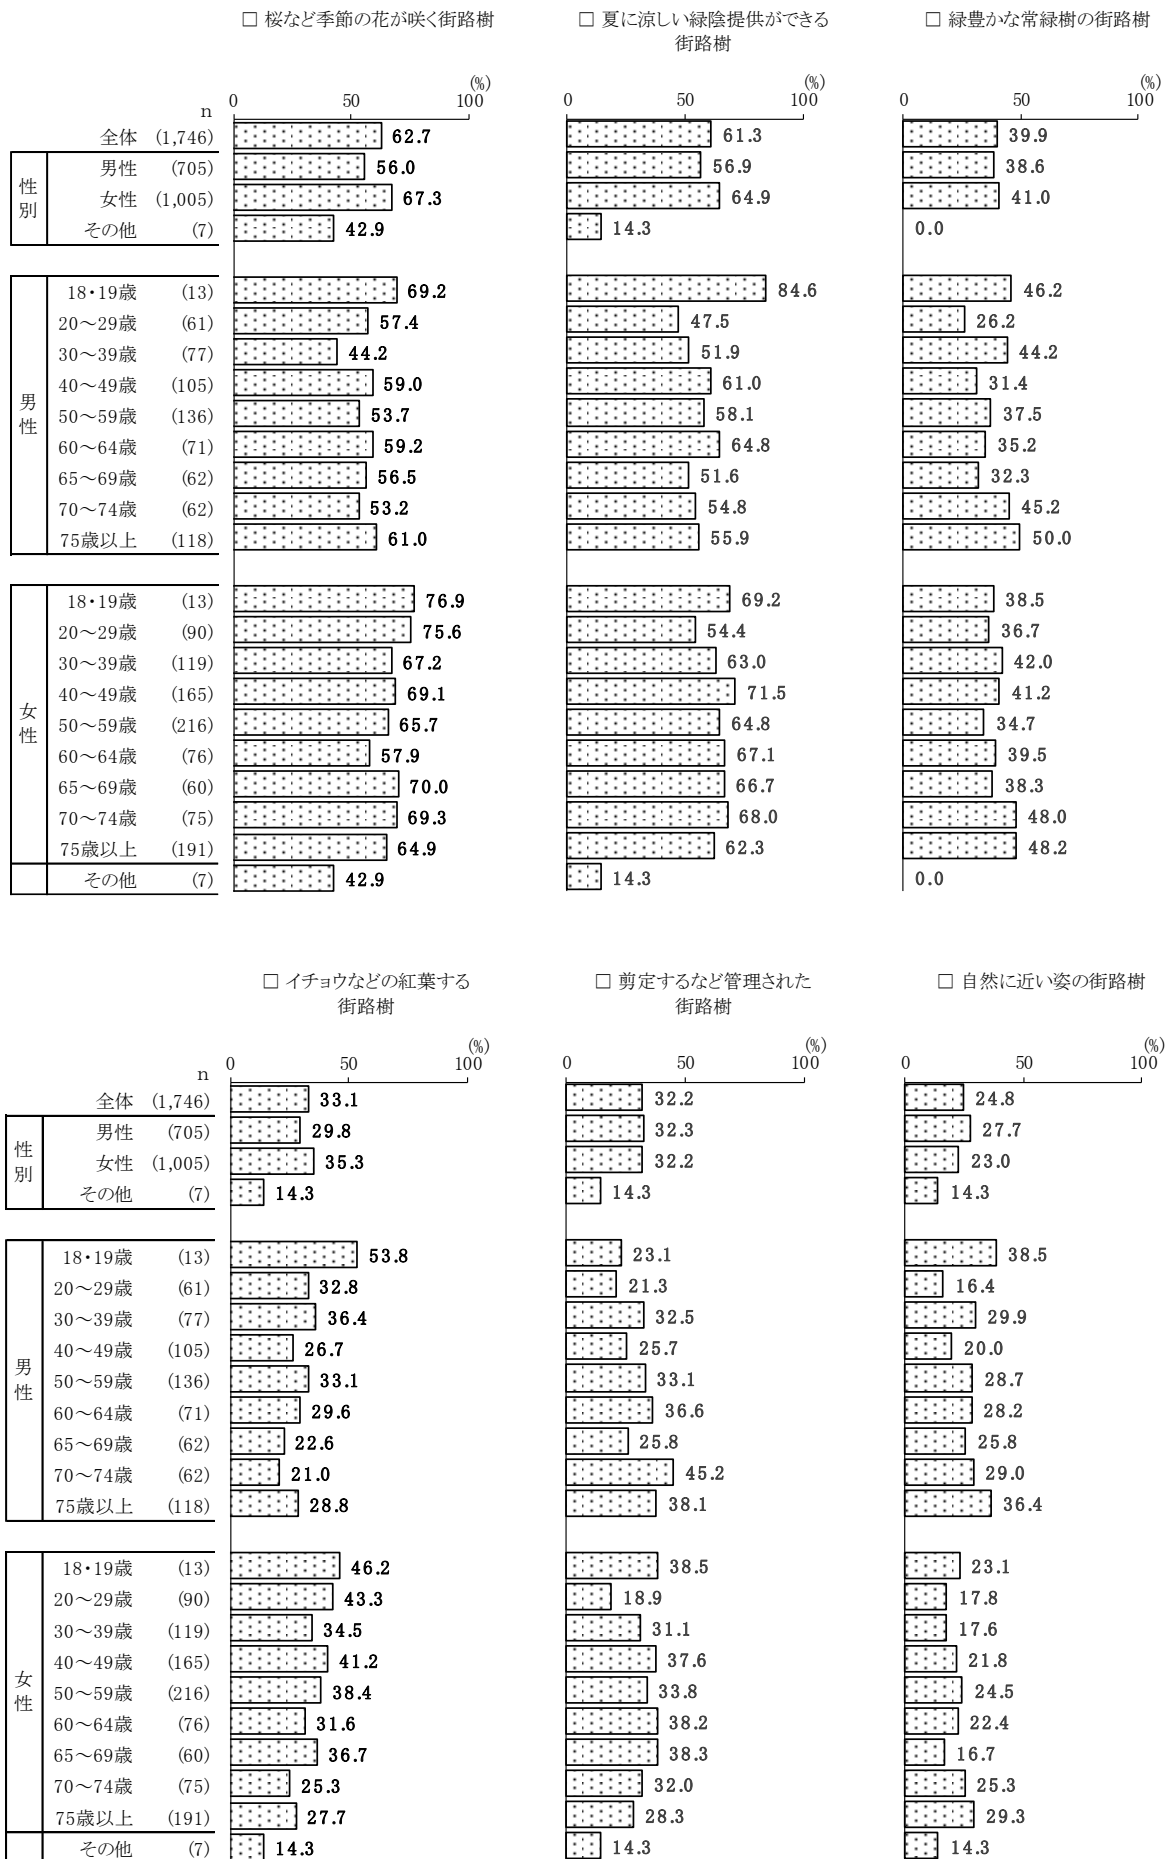 □ 桜など季節の花が咲く街路樹 □ 夏に涼しい緑陰提供ができる □ 緑豊かな常緑樹の街路樹
街路樹
(%) (%) (%)
n 0 50 100 0 50 100 0 50 100
全体 (1,746) 62.7 61.3 39.9
性別
男性 (705) 56.0 56.9 38.6
女性 (1,005) 67.3 64.9 41.0
その他 (7) 42.9 14.3 0.0
男性
18・19歳 (13) 69.2 84.6 46.2
20～29歳 (61) 57.4 47.5 26.2
30～39歳 (77) 44.2 51.9 44.2
40～49歳 (105) 59.0 61.0 31.4
50～59歳 (136) 53.7 58.1 37.5
60～64歳 (71) 59.2 64.8 35.2
65～69歳 (62) 56.5 51.6 32.3
70～74歳 (62) 53.2 54.8 45.2
75歳以上 (118) 61.0 55.9 50.0
女性
18・19歳 (13) 76.9 69.2 38.5
20～29歳 (90) 75.6 54.4 36.7
30～39歳 (119) 67.2 63.0 42.0
40～49歳 (165) 69.1 71.5 41.2
50～59歳 (216) 65.7 64.8 34.7
60～64歳 (76) 57.9 67.1 39.5
65～69歳 (60) 70.0 66.7 38.3
70～74歳 (75) 69.3 68.0 48.0
75歳以上 (191) 64.9 62.3 48.2
その他 (7) 42.9 14.3 0.0
□ イチョウなどの紅葉する □ 剪定するなど管理された □ 自然に近い姿の街路樹
街路樹 街路樹
(%) (%) (%)
n 0 50 100 0 50 100 0 50 100
全体 (1,746) 33.1 32.2 24.8
性別
男性 (705) 29.8 32.3 27.7
女性 (1,005) 35.3 32.2 23.0
その他 (7) 14.3 14.3 14.3
男性
18・19歳 (13) 53.8 23.1 38.5
20～29歳 (61) 32.8 21.3 16.4
30～39歳 (77) 36.4 32.5 29.9
40～49歳 (105) 26.7 25.7 20.0
50～59歳 (136) 33.1 33.1 28.7
60～64歳 (71) 29.6 36.6 28.2
65～69歳 (62) 22.6 25.8 25.8
70～74歳 (62) 21.0 45.2 29.0
75歳以上 (118) 28.8 38.1 36.4
女性
18・19歳 (13) 46.2 38.5 23.1
20～29歳 (90) 43.3 18.9 17.8
30～39歳 (119) 34.5 31.1 17.6
40～49歳 (165) 41.2 37.6 21.8
50～59歳 (216) 38.4 33.8 24.5
60～64歳 (76) 31.6 38.2 22.4
65～69歳 (60) 36.7 38.3 16.7
70～74歳 (75) 25.3 32.0 25.3
75歳以上 (191) 27.7 28.3 29.3
その他 (7) 14.3 14.3 14.3